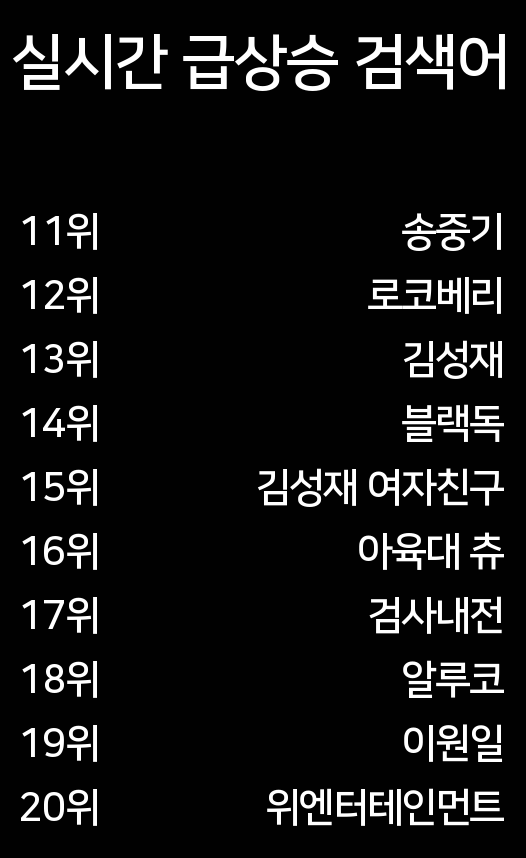 실시간 급상승 검색어
11위 송중기
12위 로코베리
13위 김성재
14위 블랙독
15위 김성재 여자친구
16위 아육대 츄
17위 검사내전
18위 알루코
19위 이원일
20위 위엔터테인먼트